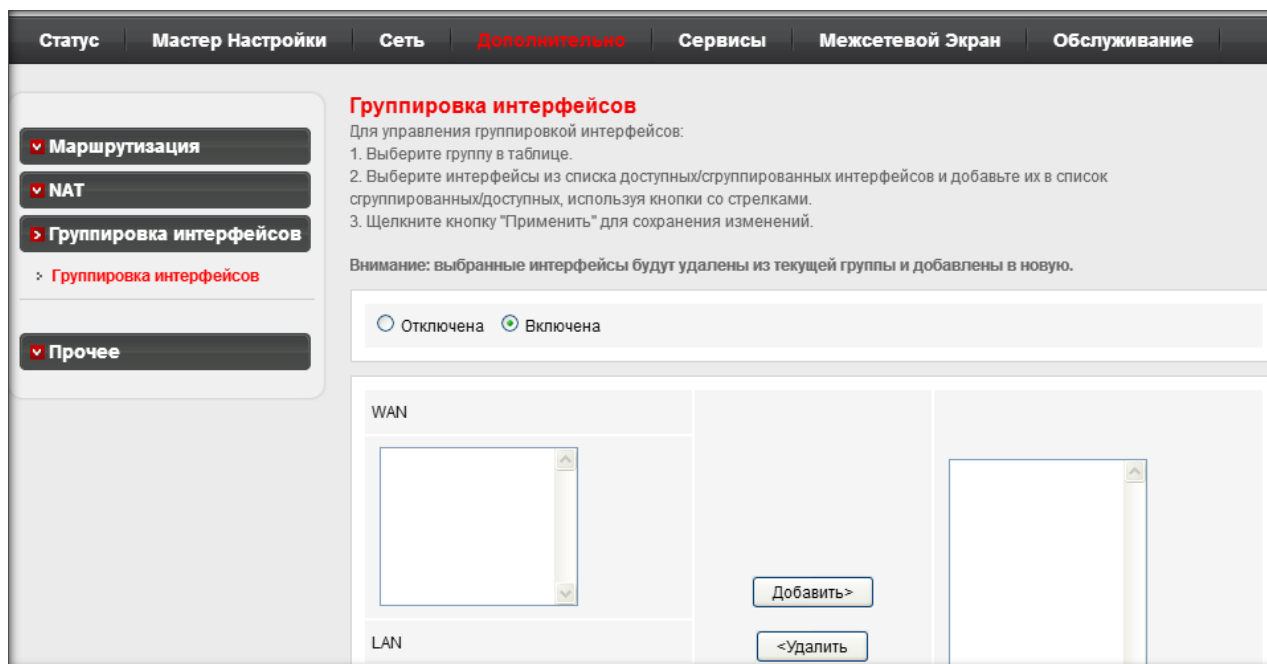 Статус Мастер Настройки Сеть Дополнительно Сервисы Межсетевой Экран Обслуживание
Маршрутизация
NAT
Группировка интерфейсов
Группировка интерфейсов
Прочее
Группировка интерфейсов
Для управления группировкой интерфейсов:
1. Выберите группу в таблице.
2. Выберите интерфейсы из списка доступных/сгруппированных интерфейсов и добавьте их в список
сгруппированных/доступных, используя кнопки со стрелками.
3. Щелкните кнопку "Применить" для сохранения изменений.
Внимание: выбранные интерфейсы будут удалены из текущей группы и добавлены в новую.
Отключена Включена
WAN
Добавить>
LAN
<Удалить